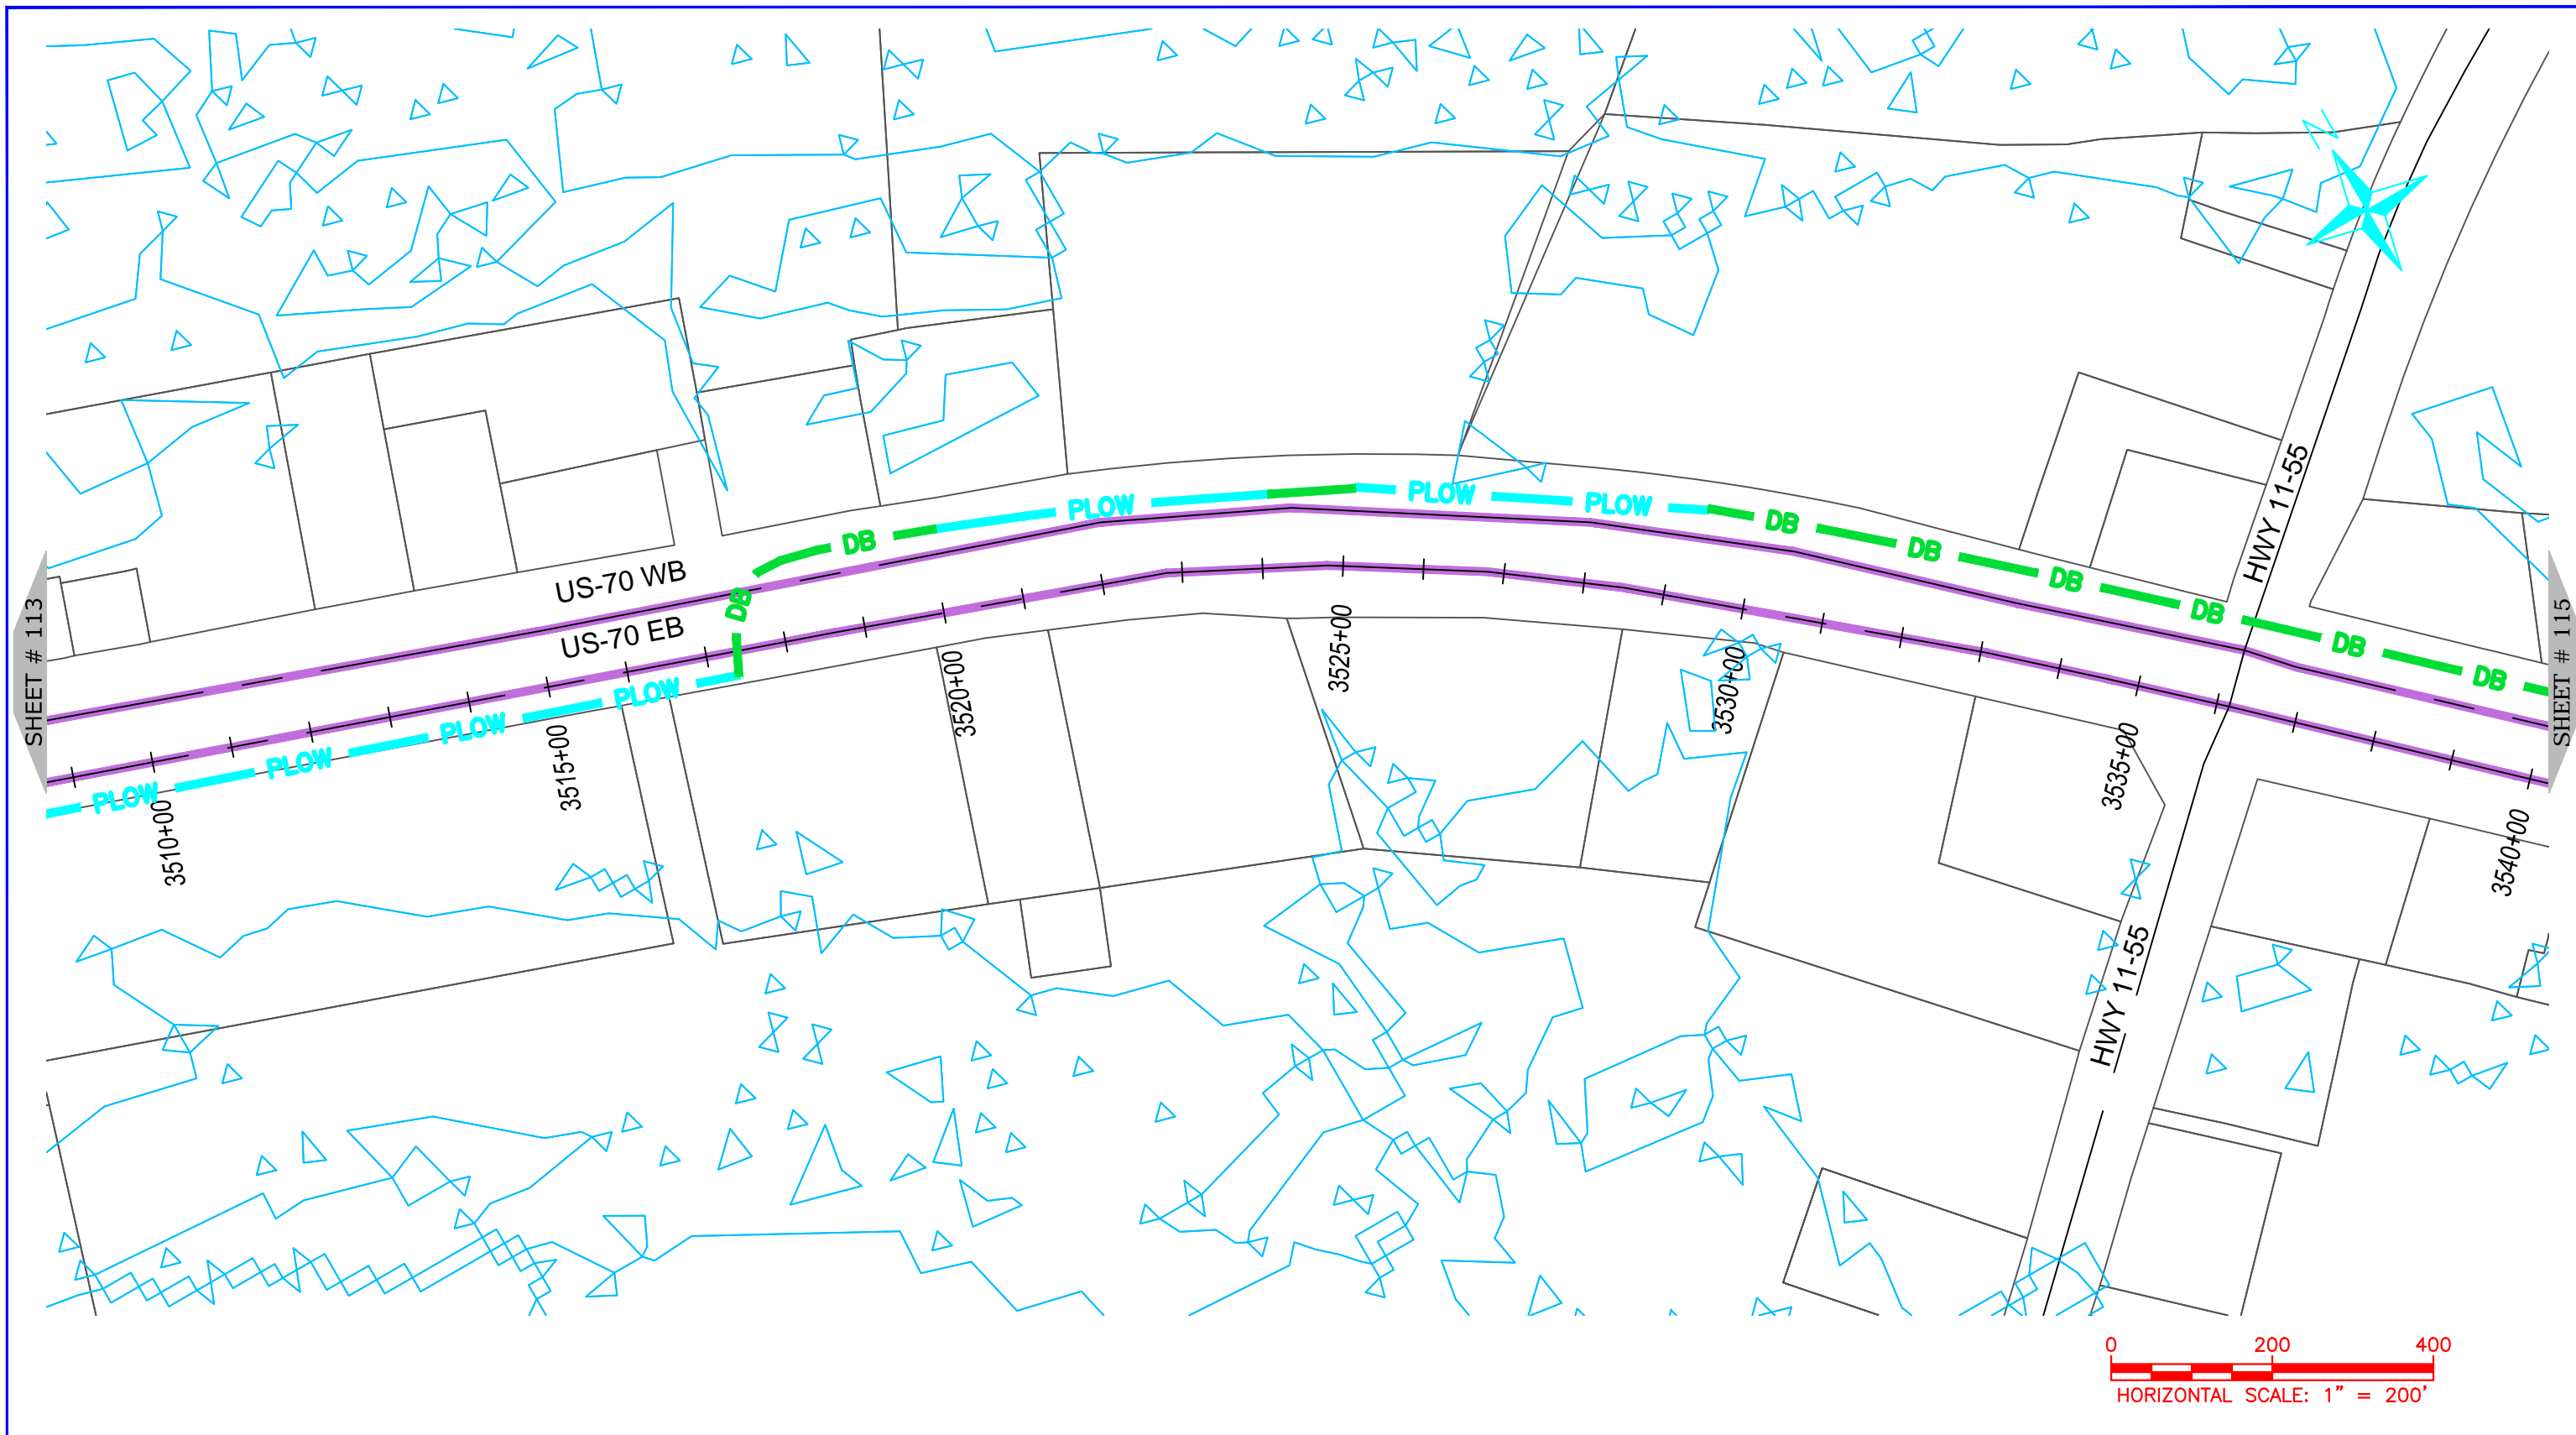 N
HWY 11-55
PLOW
PLOW
PLOW
DB
DB
DB
DB
DB
DB
DB
DB
US-70 WB
US-70 EB
PLOW
PLOW
PLOW
PLOW
SHEET # 113
SHEET # 115
3510+00
3515+00
3520+00
3525+00
3530+00
3535+00
3540+00
HWY 11-55
0 200 400
HORIZONTAL SCALE: 1" = 200'